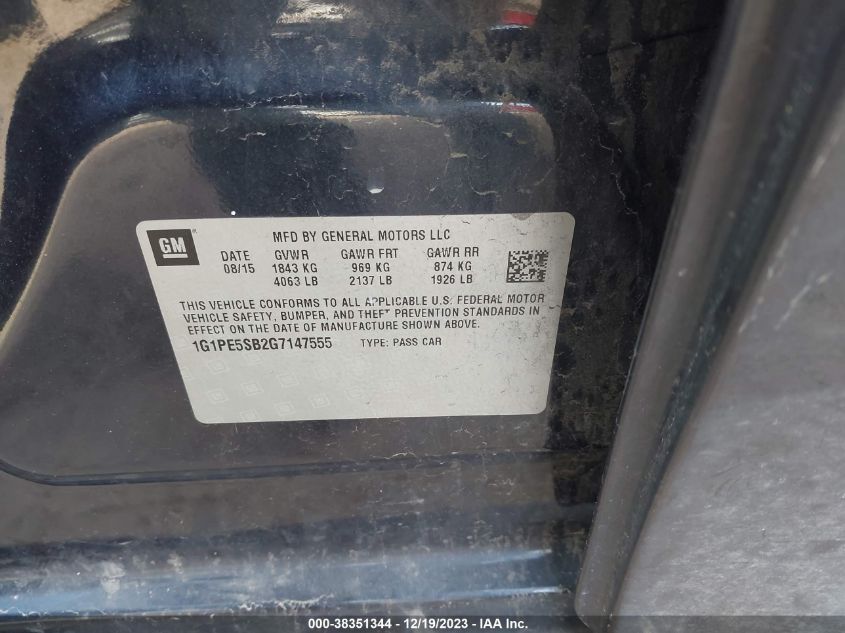 GM
MFD BY GENERAL MOTORS LLC
DATE GVWR GAWR FRT GAWR RR
08/15 1843 KG 969 KG 874 KG
4063 LB 2137 LB 1926 LB
THIS VEHICLE CONFORMS TO ALL APPLICABLE U.S. FEDERAL MOTOR
VEHICLE SAFETY, BUMPER, AND THEFT PREVENTION STANDARDS IN
EFFECT ON THE DATE OF MANUFACTURE SHOWN ABOVE.
1G1PE5SB2G7147555 TYPE: PASS CAR
000-38351344 - 12/19/2023 - IAA Inc.